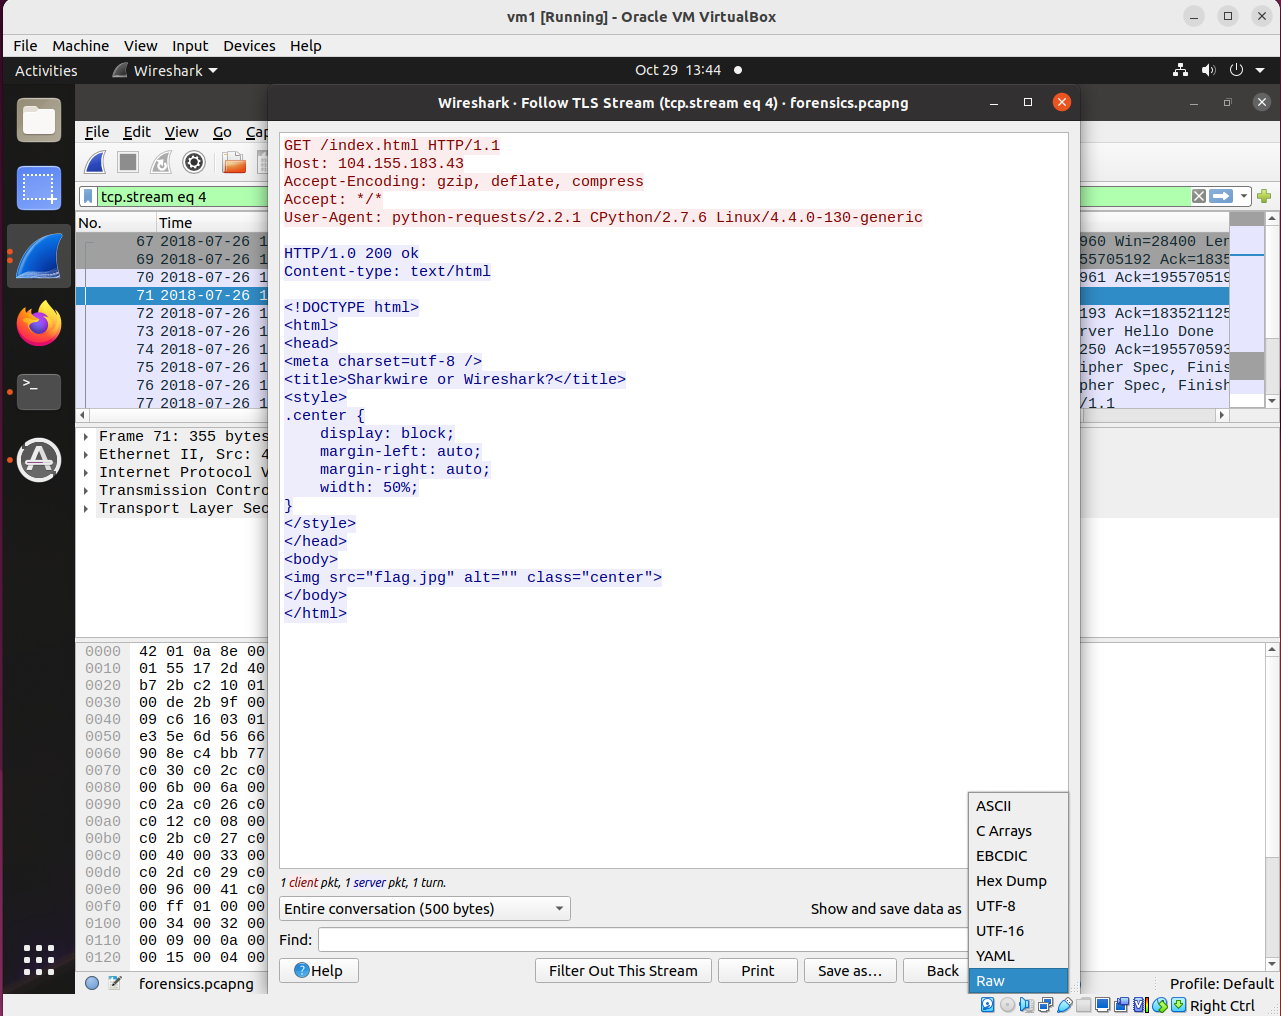 vm1 [Running] - Oracle VM VirtualBox
File Machine View Input Devices Help
Activities Wireshark Oct 29 13:44
Wireshark · Follow TLS Stream (tcp.stream eq 4) · forensics.pcapng
File Edit View Go Cap
tcp.stream eq 4
No. Time
67 2018-07-26 1 960 Win=28400 Len
69 2018-07-26 1 55705192 Ack=1835
70 2018-07-26 1 961 Ack=195570519
71 2018-07-26 1
72 2018-07-26 1 193 Ack=183521125
73 2018-07-26 1 rver Hello Done
74 2018-07-26 1 250 Ack=195570593
75 2018-07-26 1 ipher Spec, Finis
76 2018-07-26 1 pher Spec, Finish
77 2018-07-26 1 /1.1
Frame 71: 355 bytes
Ethernet II, Src: 4
Internet Protocol V
Transmission Contro
Transport Layer Sec
0000 42 01 0a 8e 00
0010 01 55 17 2d 40
0020 b7 2b c2 10 01
0030 00 de 2b 9f 00
0040 09 c6 16 03 01
0050 e3 5e 6d 56 66
0060 90 8e c4 bb 77
0070 c0 30 c0 2c c0
0080 00 6b 00 6a 00
0090 c0 2a c0 26 c0
00a0 c0 12 c0 08 00
00b0 c0 2b c0 27 c0
00c0 00 40 00 33 00
00d0 c0 2d c0 29 c0
00e0 00 96 00 41 c0
00f0 00 ff 01 00 00
0100 00 34 00 32 00
0110 00 09 00 0a 00
0120 00 15 00 04 00
GET /index.html HTTP/1.1
Host: 104.155.183.43
Accept-Encoding: gzip, deflate, compress
Accept: */*
User-Agent: python-requests/2.2.1 CPython/2.7.6 Linux/4.4.0-130-generic
HTTP/1.0 200 ok
Content-type: text/html
<!DOCTYPE html>
<html>
<head>
<meta charset=utf-8 />
<title>Sharkwire or Wireshark?</title>
<style>
.center {
display: block;
margin-left: auto;
margin-right: auto;
width: 50%;
}
</style>
</head>
<body>
<img src="flag.jpg" alt="" class="center">
</body>
</html>
1 client pkt, 1 server pkt, 1 turn.
Entire conversation (500 bytes) Show and save data as
Find:
Help Filter Out This Stream Print Save as… Back
ASCII
C Arrays
EBCDIC
Hex Dump
UTF-8
UTF-16
YAML
Raw
forensics.pcapng Profile: Default
Right Ctrl